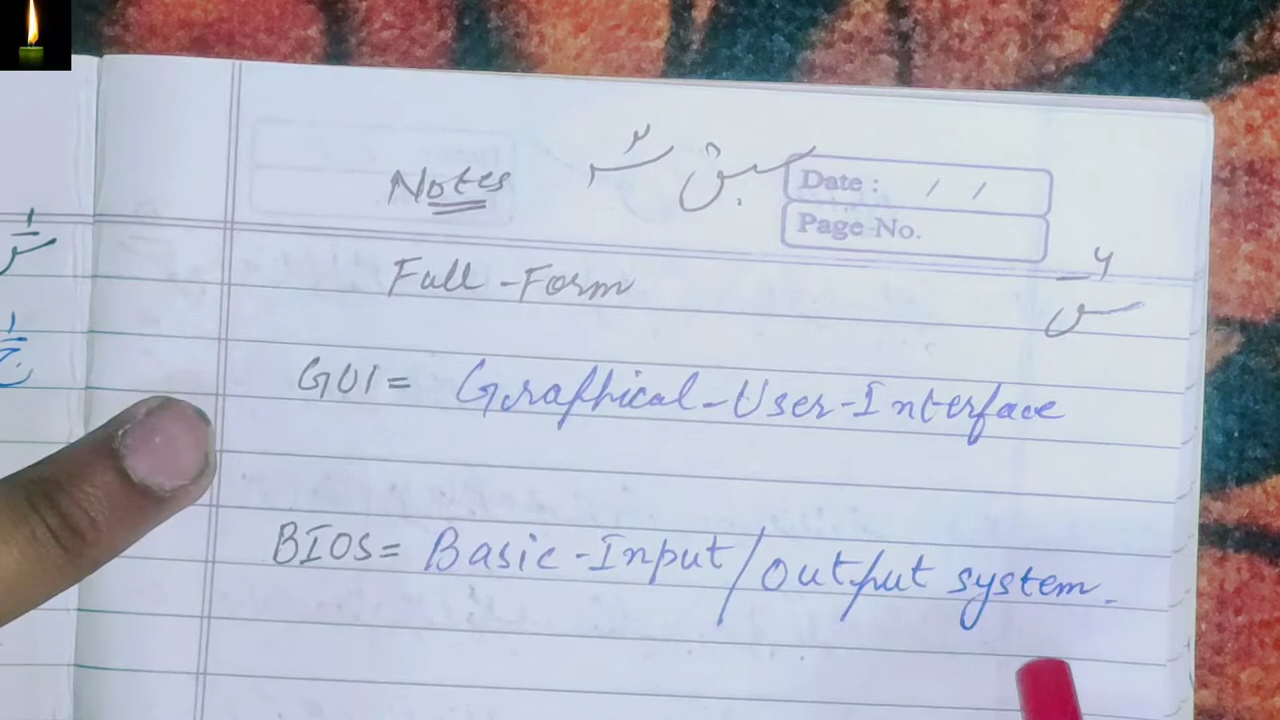 Notes سبق نمبر ۲
Date : / /
Page No.
Full-Form
س
GUI= Graphical-User-Interface
BIOS= Basic-Input/Output system.